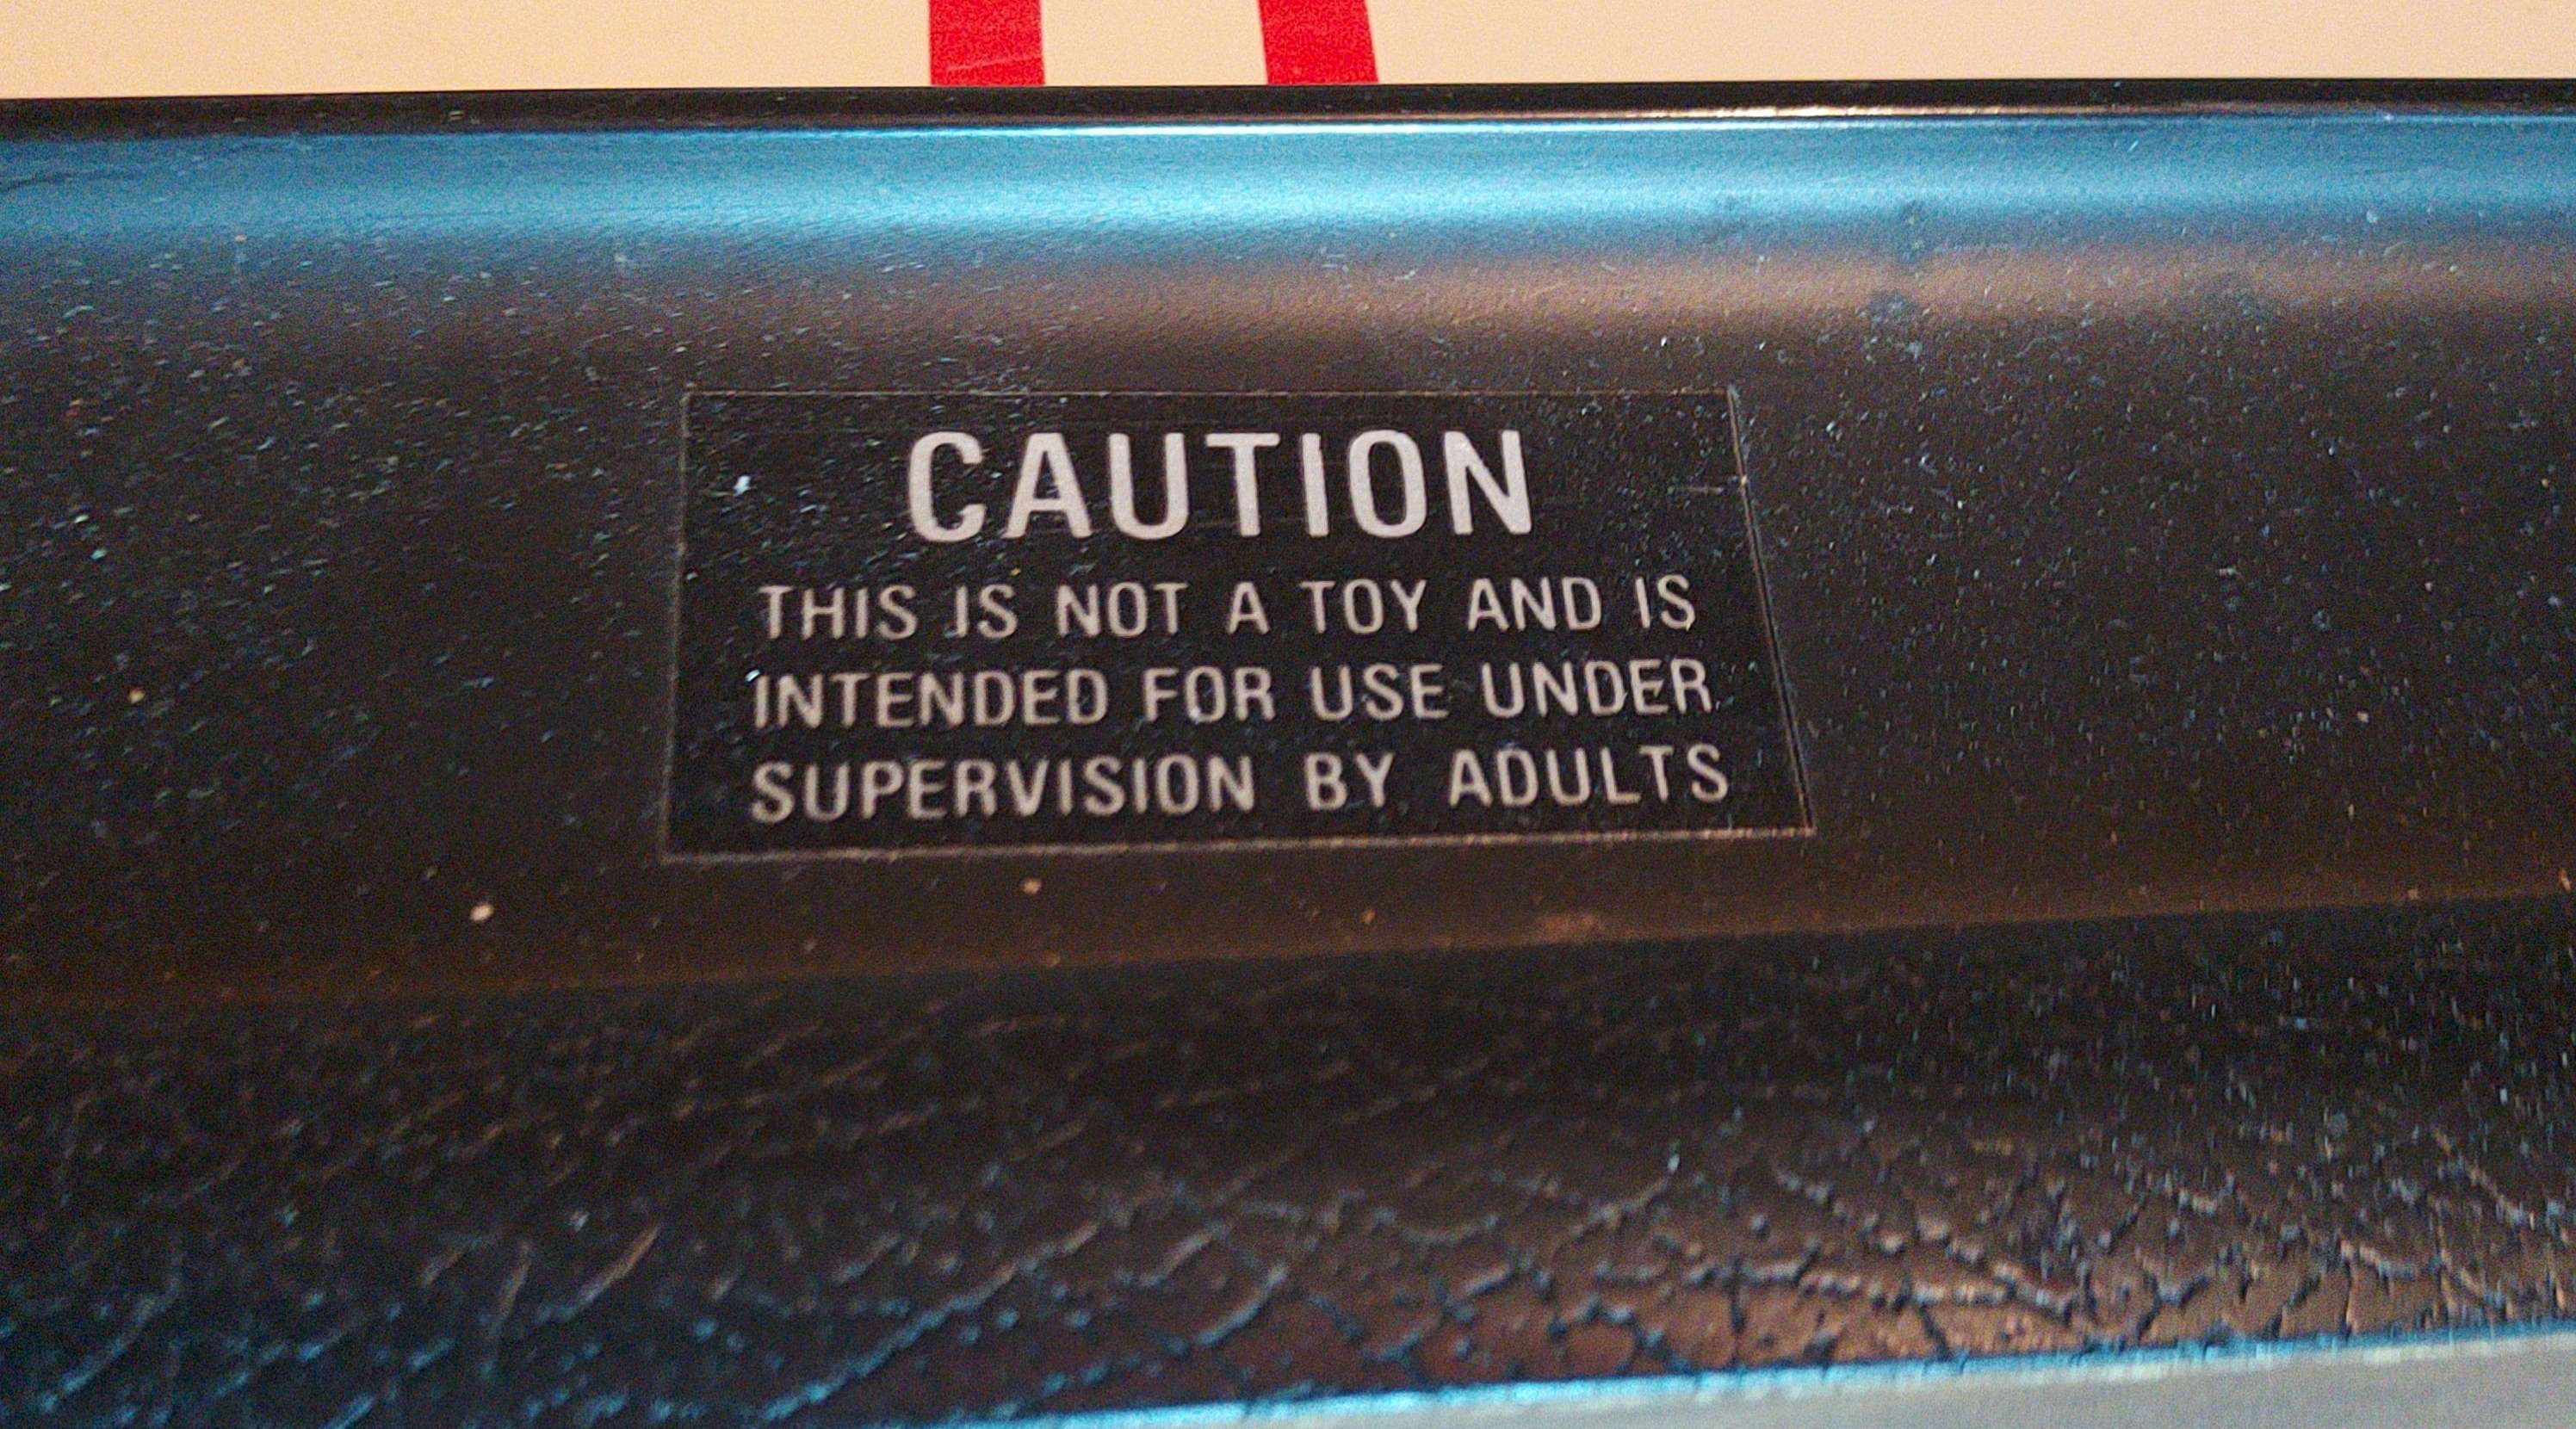 CAUTION
THIS IS NOT A TOY AND IS
INTENDED FOR USE UNDER
SUPERVISION BY ADULTS